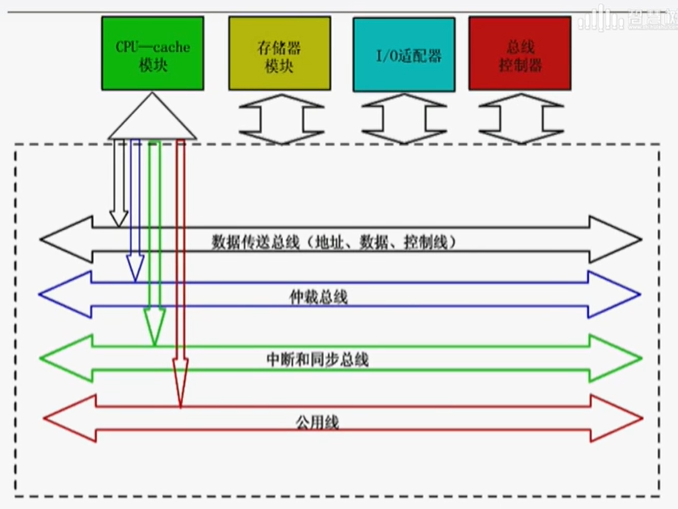 CPU—cache
模块
存储器
模块
I/O适配器
总线
控制器
数据传送总线（地址、数据、控制线）
仲裁总线
中断和同步总线
公用线